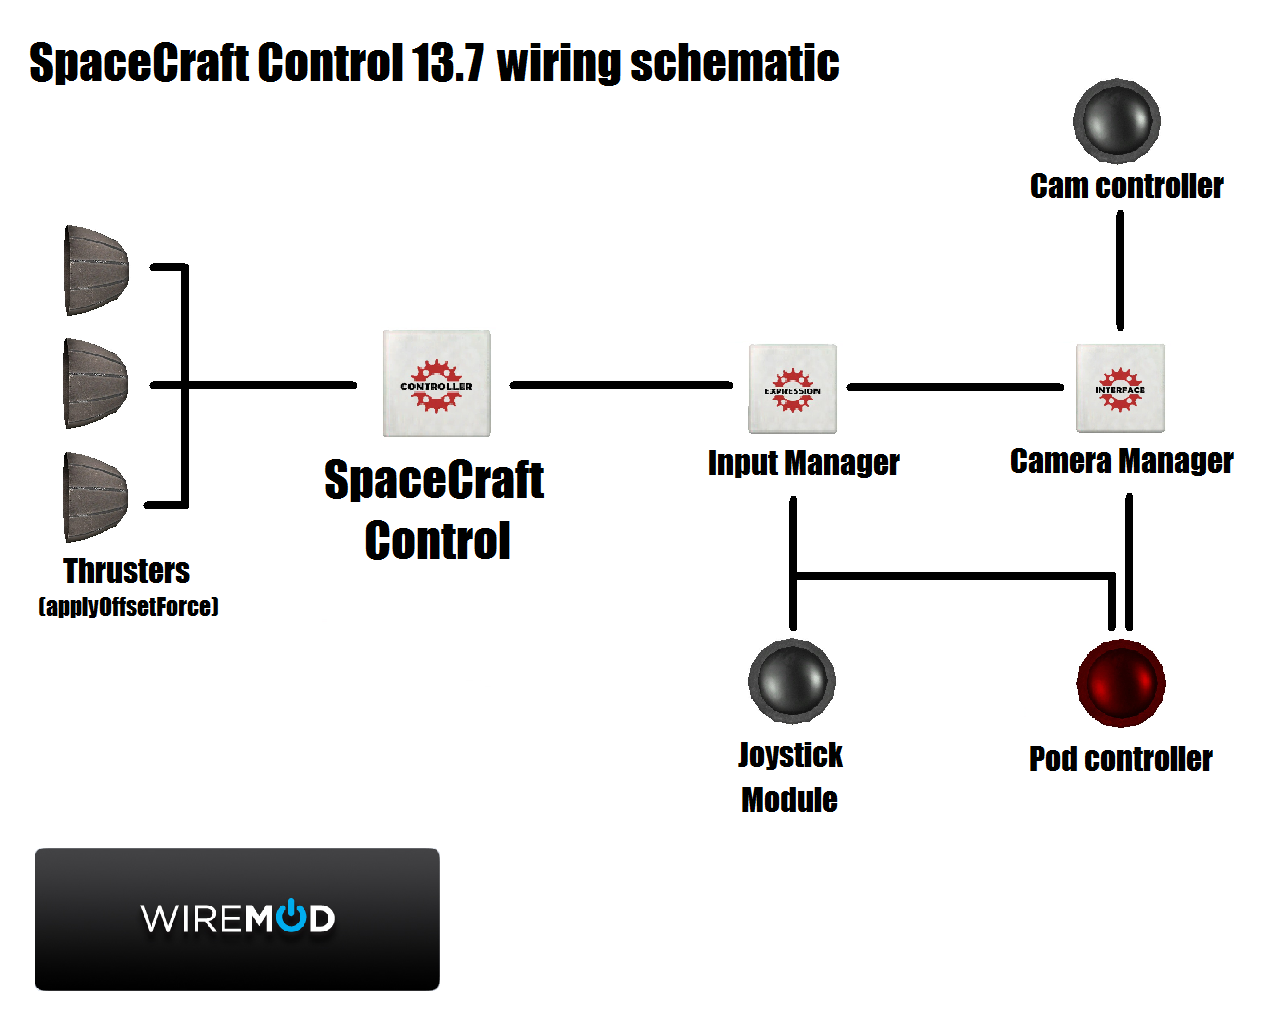 SpaceCraft Control 13.7 wiring schematic
Cam controller
CONTROLLER
EXPRESSION
INTERFACE
SpaceCraft
Control
Input Manager
Camera Manager
Thrusters
(applyOffsetForce)
Joystick
Module
Pod controller
WIREMOD